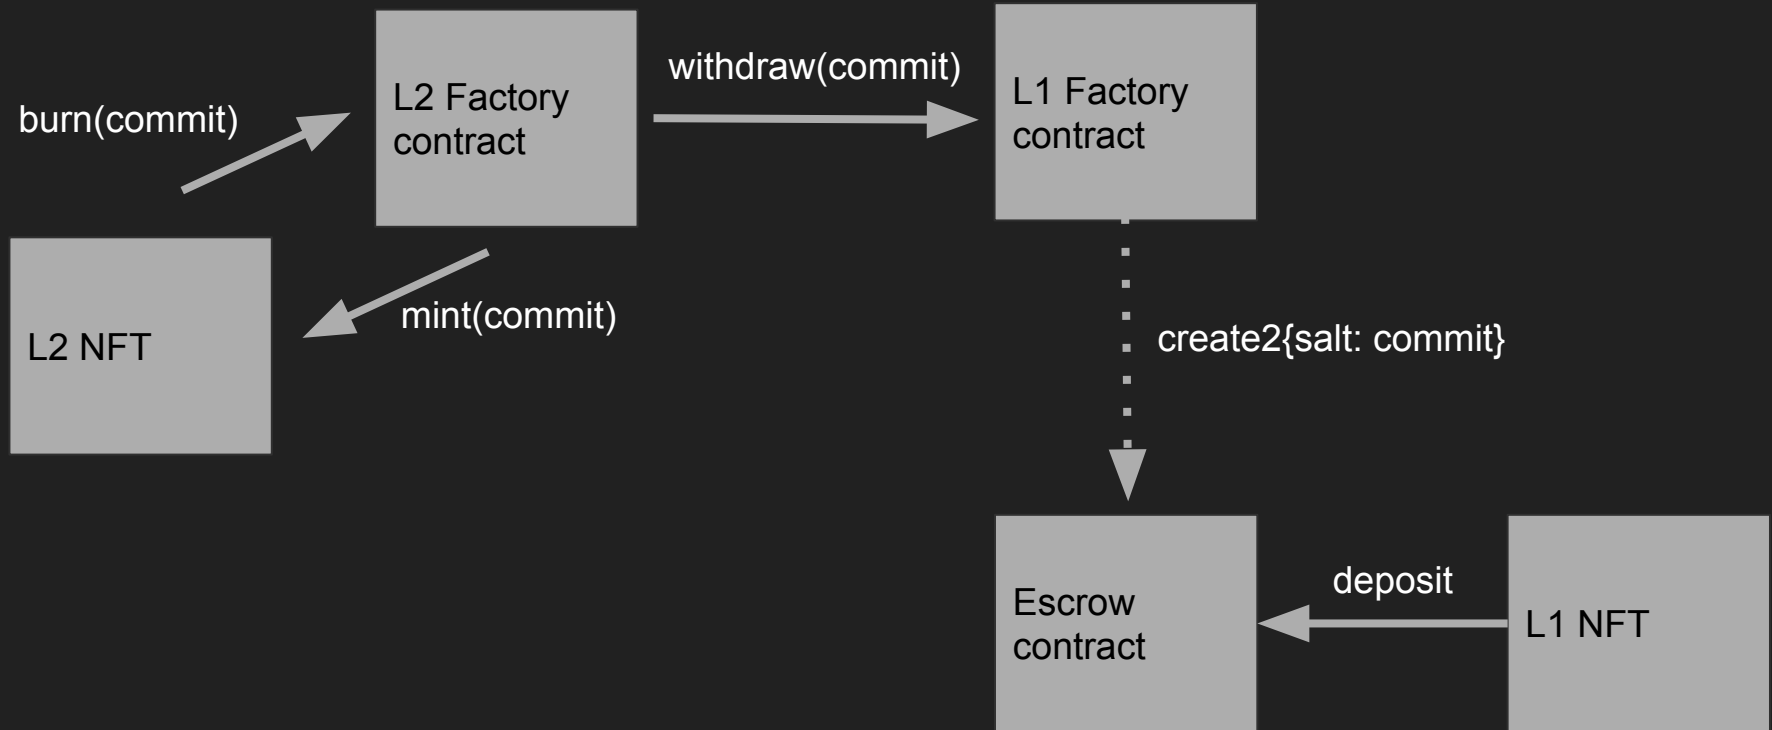 burn(commit)
L2 Factory
contract
withdraw(commit)
L1 Factory
contract
L2 NFT
mint(commit)
create2{salt: commit}
Escrow
contract
deposit
L1 NFT